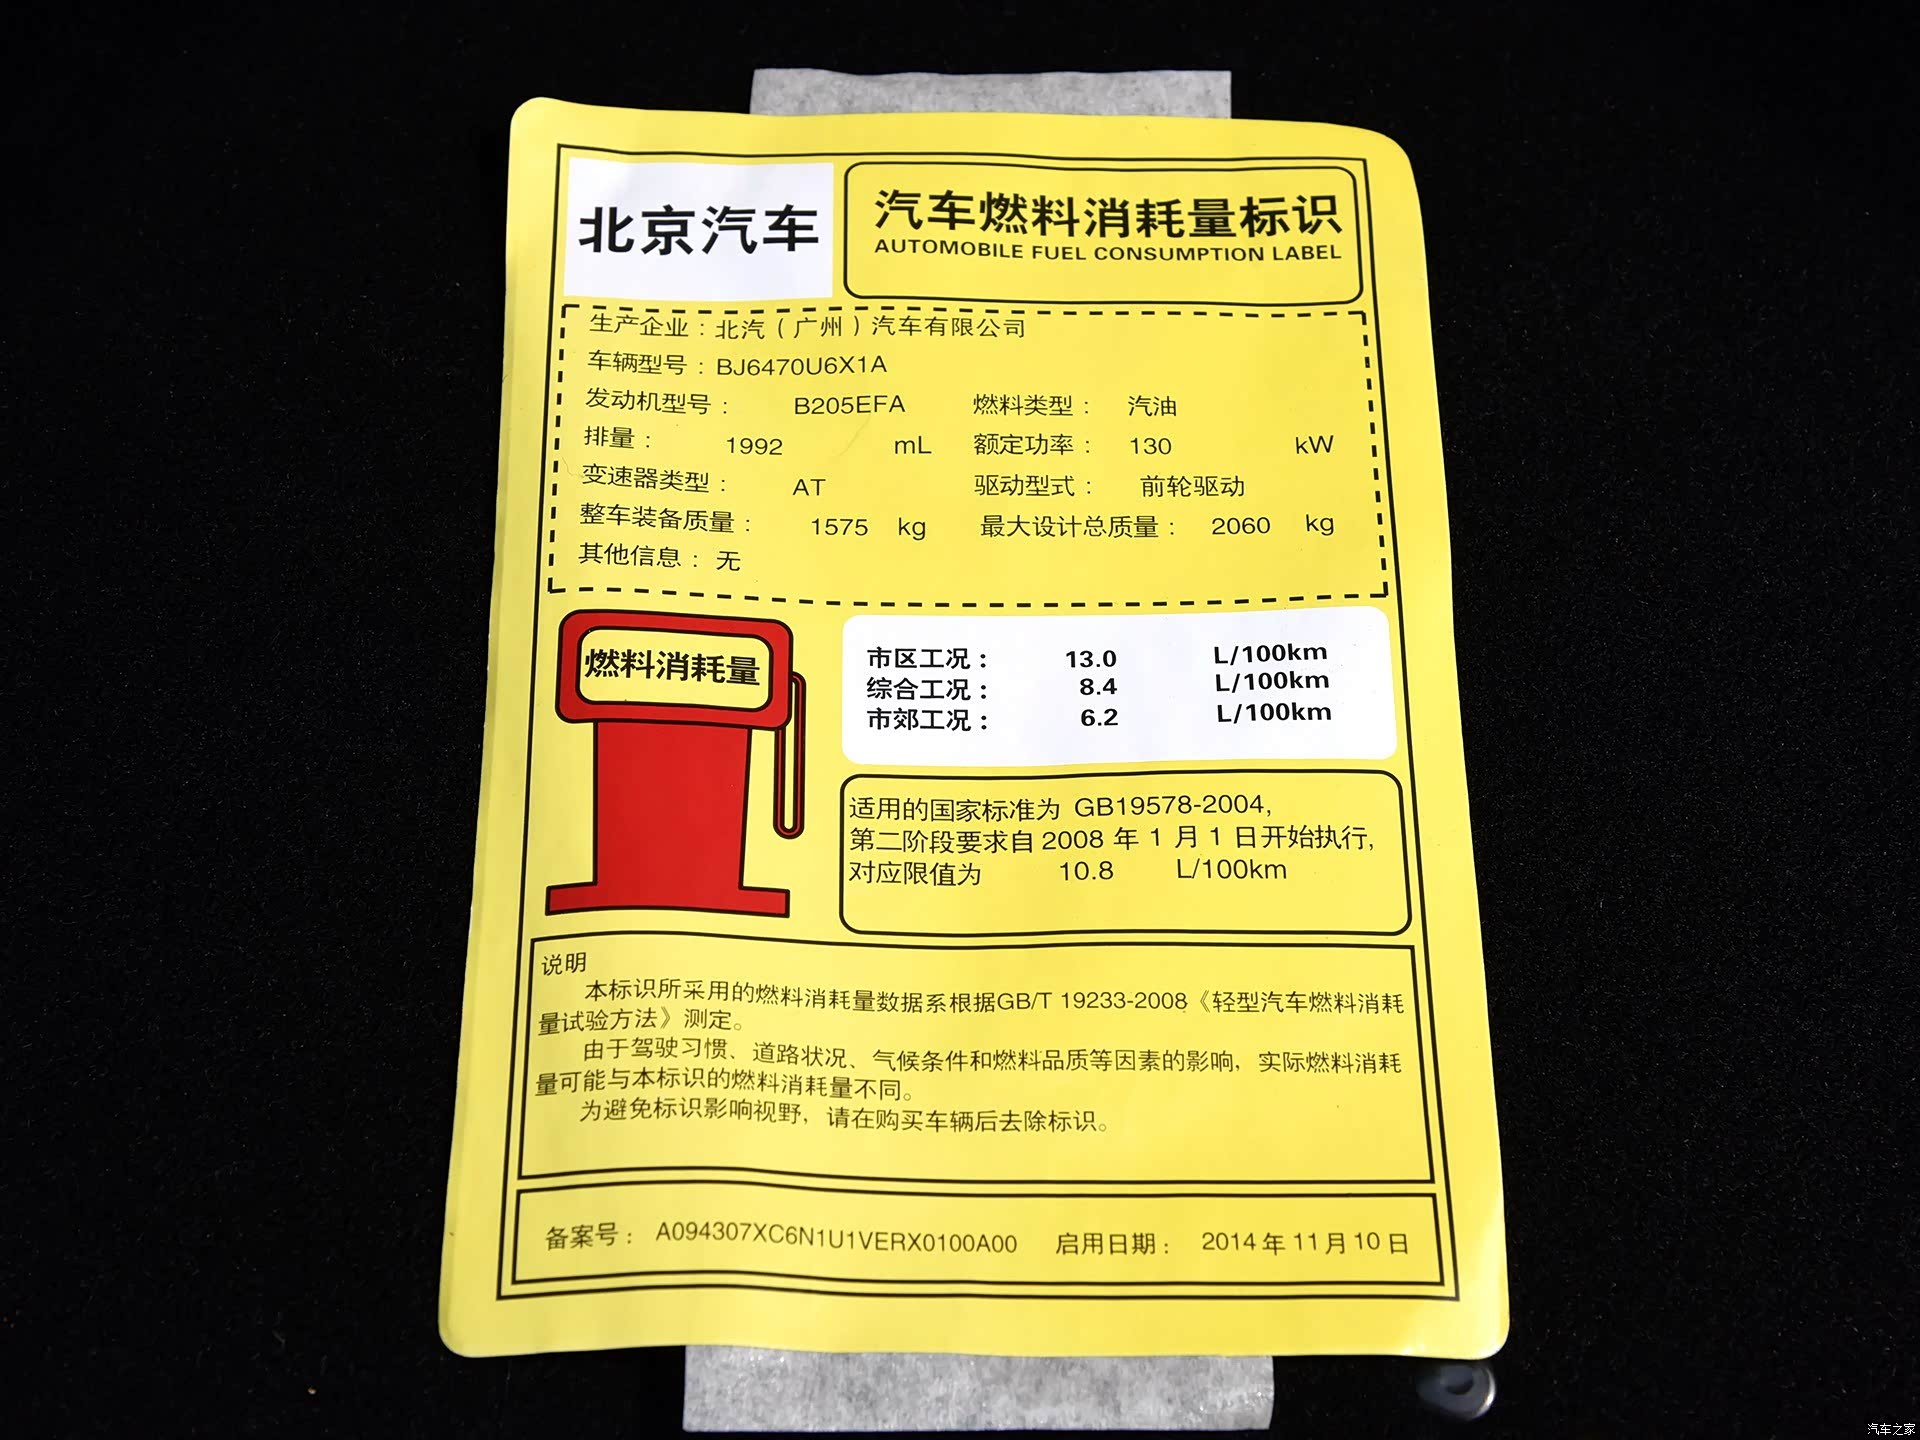 北京汽车
汽车燃料消耗量标识
AUTOMOBILE FUEL CONSUMPTION LABEL
生产企业：北汽（广州）汽车有限公司
车辆型号：BJ6470U6X1A
发动机型号： B205EFA 燃料类型： 汽油
排量： 1992 mL 额定功率： 130 kW
变速器类型： AT 驱动型式： 前轮驱动
整车装备质量： 1575 kg 最大设计总质量： 2060 kg
其他信息：无
燃料消耗量
市区工况： 13.0 L/100km
综合工况： 8.4 L/100km
市郊工况： 6.2 L/100km
适用的国家标准为 GB19578-2004,
第二阶段要求自 2008 年 1 月 1 日开始执行,
对应限值为 10.8 L/100km
说明
本标识所采用的燃料消耗量数据系根据GB/T 19233-2008《轻型汽车燃料消耗
量试验方法》测定。
由于驾驶习惯、道路状况、气候条件和燃料品质等因素的影响, 实际燃料消耗
量可能与本标识的燃料消耗量不同。
为避免标识影响视野, 请在购买车辆后去除标识。
备案号： A094307XC6N1U1VERX0100A00 启用日期： 2014 年 11 月 10 日
汽车之家